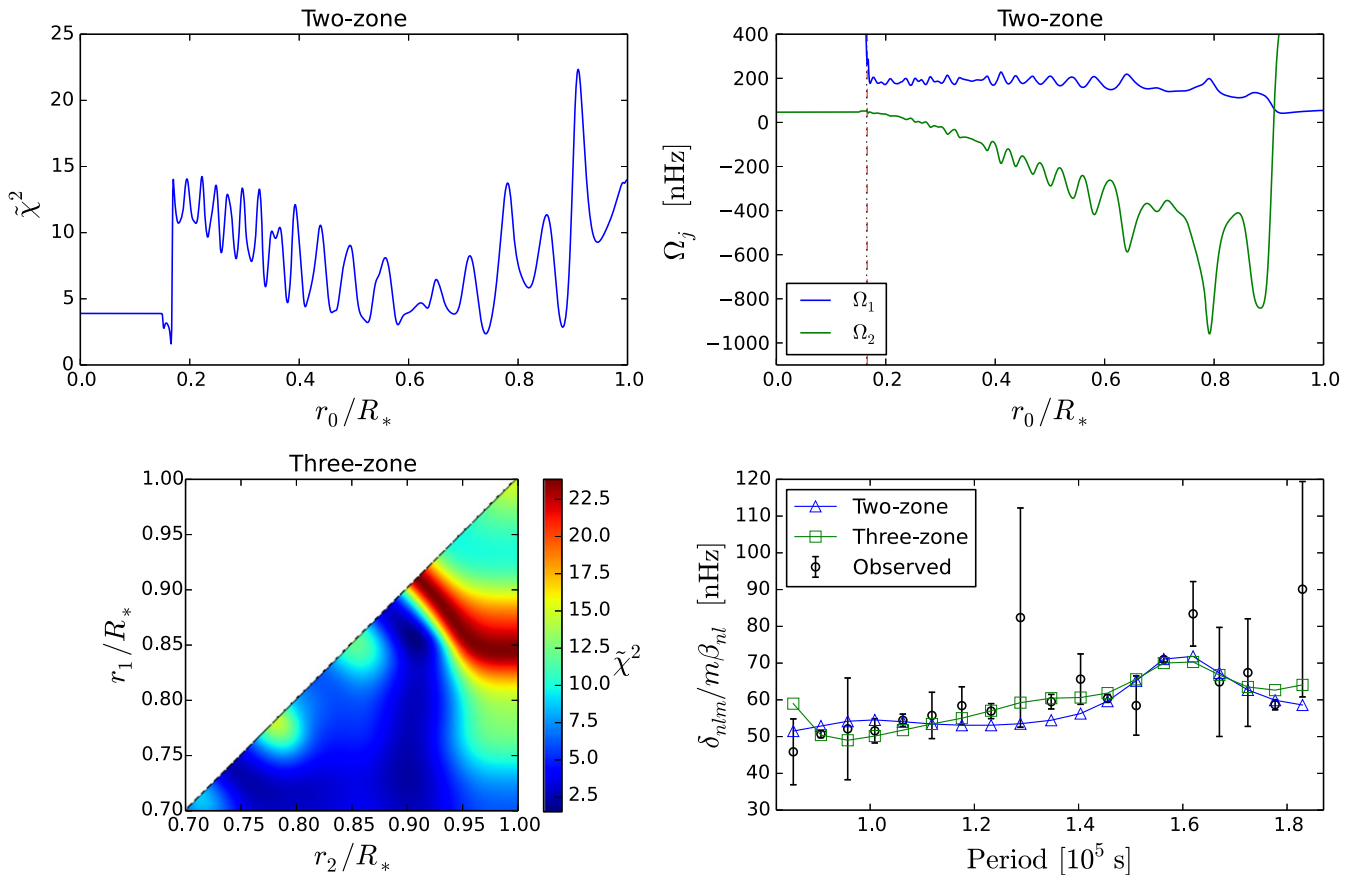 Two-zone
25
20
15
10
5
0
χ̃²
0.0 0.2 0.4 0.6 0.8 1.0
r₀/R*
Two-zone
400
200
0
−200
−400
−600
−800
−1000
Ωⱼ [nHz]
Ω₁
Ω₂
0.0 0.2 0.4 0.6 0.8 1.0
r₀/R*
Three-zone
1.00
0.95
0.90
0.85
0.80
0.75
0.70
r₁/R*
0.70 0.75 0.80 0.85 0.90 0.95 1.00
r₂/R*
22.5
20.0
17.5
15.0
12.5
10.0
7.5
5.0
2.5
χ̃²
120
110
100
90
80
70
60
50
40
30
δₙₗₘ/mβₙₗ [nHz]
Two-zone
Three-zone
Observed
1.0 1.2 1.4 1.6 1.8
Period [10⁵ s]